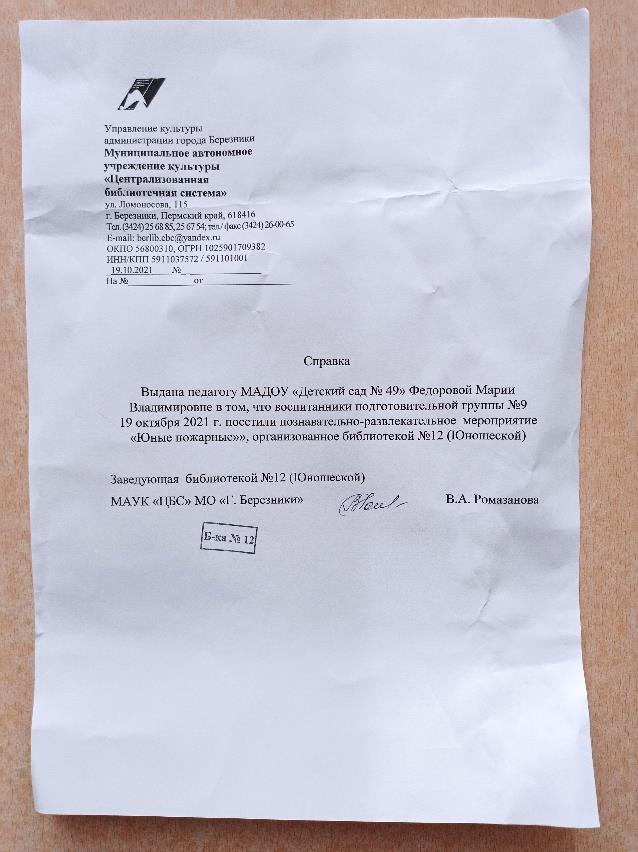 Управление культуры
администрации города Березники
Муниципальное автономное
учреждение культуры
«Централизованная
библиотечная система»
ул. Ломоносова, 115
г. Березники, Пермский край, 618416
Тел. (3424) 25 68 85, 25 67 54; тел./ факс (3424) 26-00-65
E-mail: berlib.cbc@yandex.ru
ОКПО 56800310, ОГРН 1025901709382
ИНН/КПП 5911037572 / 591101001
19.10.2021 №
На № от
Справка
Выдана педагогу МАДОУ «Детский сад № 49» Федоровой Марии
Владимировне в том, что воспитанники подготовительной группы №9
19 октября 2021 г. посетили познавательно-развлекательное мероприятие
«Юные пожарные»», организованное библиотекой №12 (Юношеской)
Заведующая библиотекой №12 (Юношеской)
МАУК «ЦБС» МО «Г. Березники» В.А. Ромазанова
Б-ка № 12